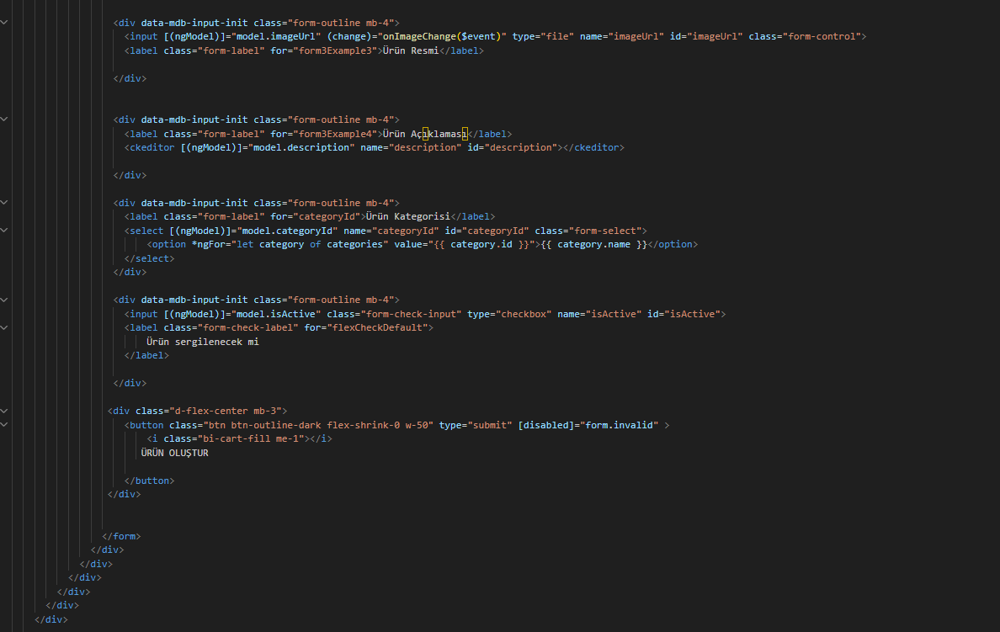 <div data-mdb-input-init class="form-outline mb-4">
<input [(ngModel)]="model.imageUrl" (change)="onImageChange($event)" type="file" name="imageUrl" id="imageUrl" class="form-control">
<label class="form-label" for="form3Example3">Ürün Resmi</label>
</div>
<div data-mdb-input-init class="form-outline mb-4">
<label class="form-label" for="form3Example4">Ürün Açıklaması</label>
<ckeditor [(ngModel)]="model.description" name="description" id="description"></ckeditor>
</div>
<div data-mdb-input-init class="form-outline mb-4">
<label class="form-label" for="categoryId">Ürün Kategorisi</label>
<select [(ngModel)]="model.categoryId" name="categoryId" id="categoryId" class="form-select">
<option *ngFor="let category of categories" value="{{ category.id }}">{{ category.name }}</option>
</select>
</div>
<div data-mdb-input-init class="form-outline mb-4">
<input [(ngModel)]="model.isActive" class="form-check-input" type="checkbox" name="isActive" id="isActive">
<label class="form-check-label" for="flexCheckDefault">
Ürün sergilenecek mi
</label>
</div>
<div class="d-flex-center mb-3">
<button class="btn btn-outline-dark flex-shrink-0 w-50" type="submit" [disabled]="form.invalid" >
<i class="bi-cart-fill me-1"></i>
ÜRÜN OLUŞTUR
</button>
</div>
</form>
</div>
</div>
</div>
</div>
</div>
</div>